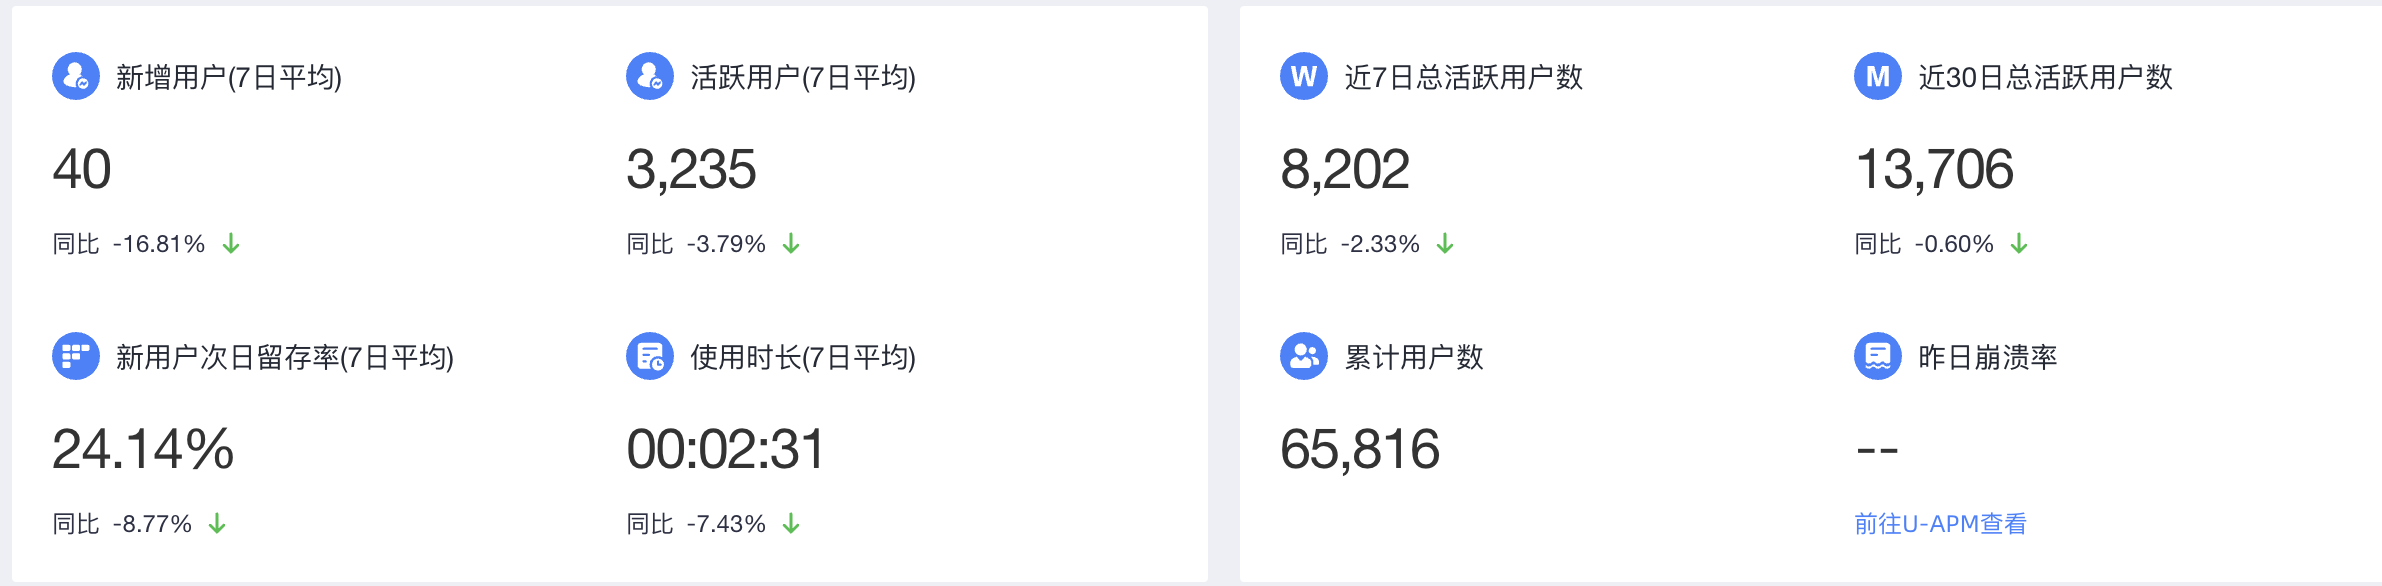 新增用户(7日平均)
40
同比 -16.81% ↓
活跃用户(7日平均)
3,235
同比 -3.79% ↓
新用户次日留存率(7日平均)
24.14%
同比 -8.77% ↓
使用时长(7日平均)
00:02:31
同比 -7.43% ↓
W 近7日总活跃用户数
8,202
同比 -2.33% ↓
M 近30日总活跃用户数
13,706
同比 -0.60% ↓
累计用户数
65,816
昨日崩溃率
--
前往U-APM查看